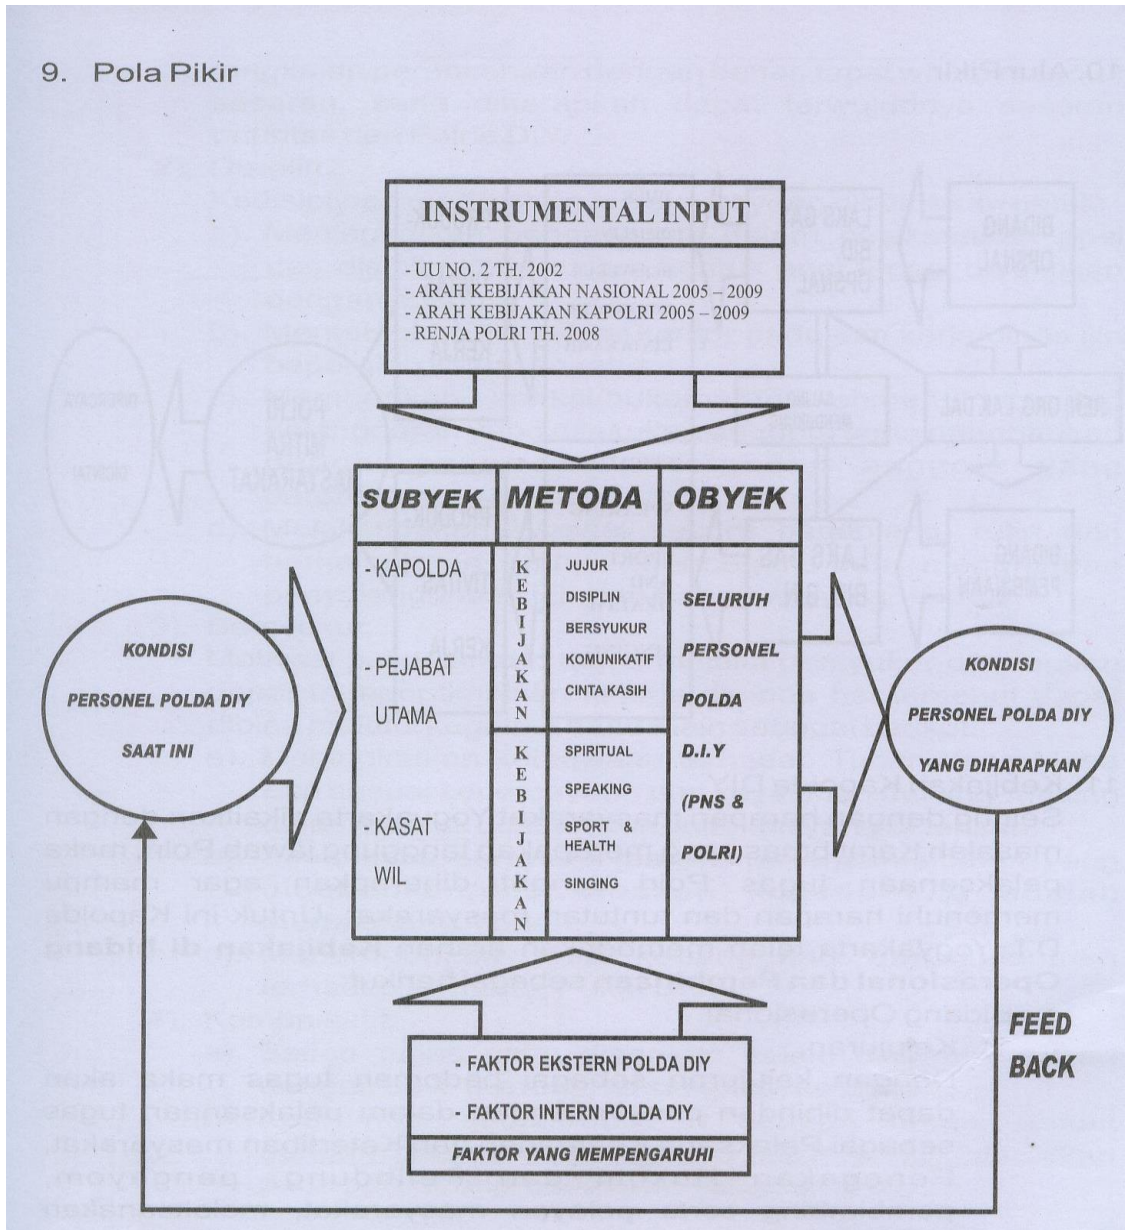 9. Pola Pikir
INSTRUMENTAL INPUT
- UU NO. 2 TH. 2002
- ARAH KEBIJAKAN NASIONAL 2005 – 2009
- ARAH KEBIJAKAN KAPOLRI 2005 – 2009
- RENJA POLRI TH. 2008
SUBYEK
METODA
OBYEK
- KAPOLDA
- PEJABAT
UTAMA
- KASAT
WIL
KEBIJAKAN
JUJUR
DISIPLIN
BERSYUKUR
KOMUNIKATIF
CINTA KASIH
KEBIJAKAN
SPIRITUAL
SPEAKING
SPORT &
HEALTH
SINGING
SELURUH
PERSONEL
POLDA
D.I.Y
(PNS &
POLRI)
KONDISI
PERSONEL POLDA DIY
SAAT INI
KONDISI
PERSONEL POLDA DIY
YANG DIHARAPKAN
- FAKTOR EKSTERN POLDA DIY
- FAKTOR INTERN POLDA DIY
FAKTOR YANG MEMPENGARUHI
FEED
BACK